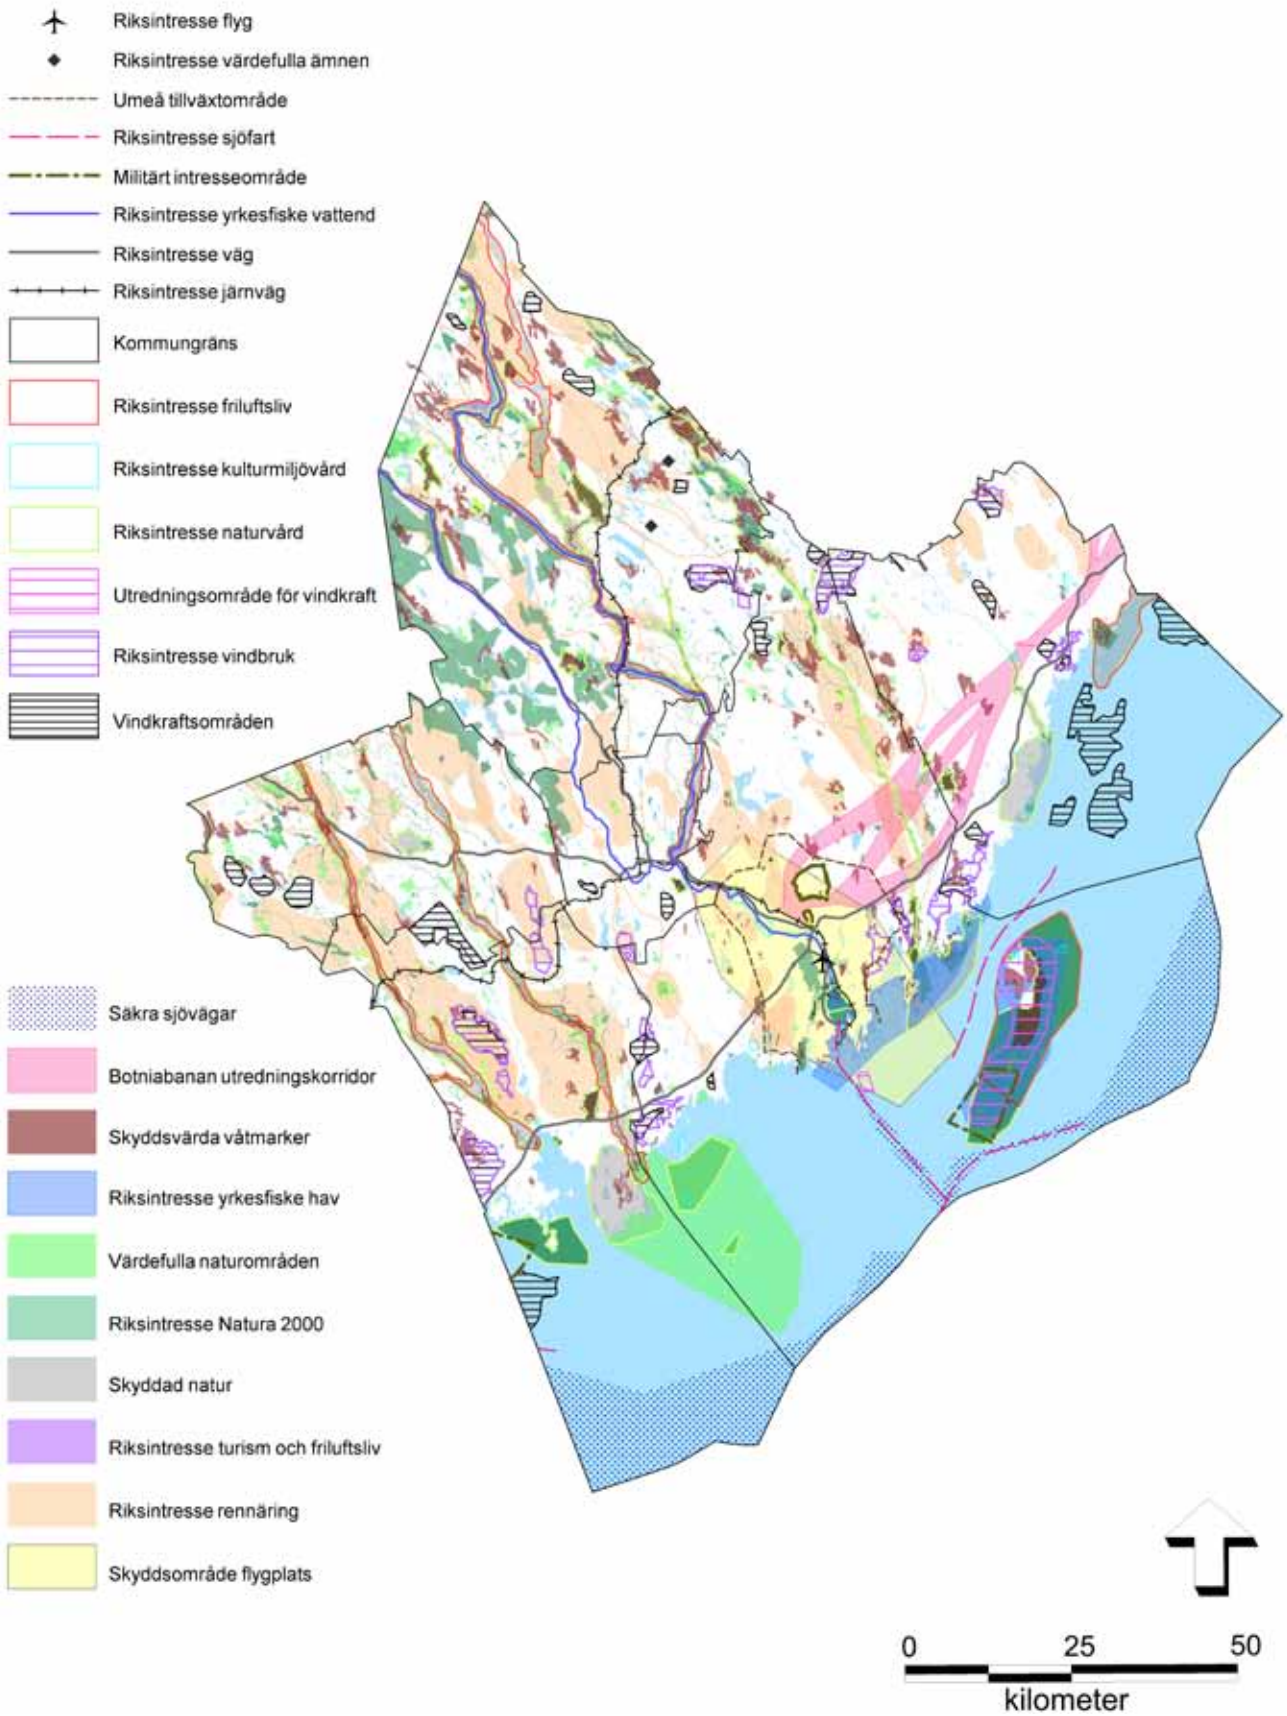 Riksintresse flyg
Riksintresse värdefulla ämnen
Umeå tillväxtområde
Riksintresse sjöfart
Militärt intresseområde
Riksintresse yrkesfiske vattend
Riksintresse väg
Riksintresse järnväg
Kommungräns
Riksintresse friluftsliv
Riksintresse kulturmiljövård
Riksintresse naturvård
Utredningsområde för vindkraft
Riksintresse vindbruk
Vindkraftsområden
Säkra sjövägar
Botniabanan utredningskorridor
Skyddsvärda våtmarker
Riksintresse yrkesfiske hav
Värdefulla naturområden
Riksintresse Natura 2000
Skyddad natur
Riksintresse turism och friluftsliv
Riksintresse rennäring
Skyddsområde flygplats
0 25 50
kilometer